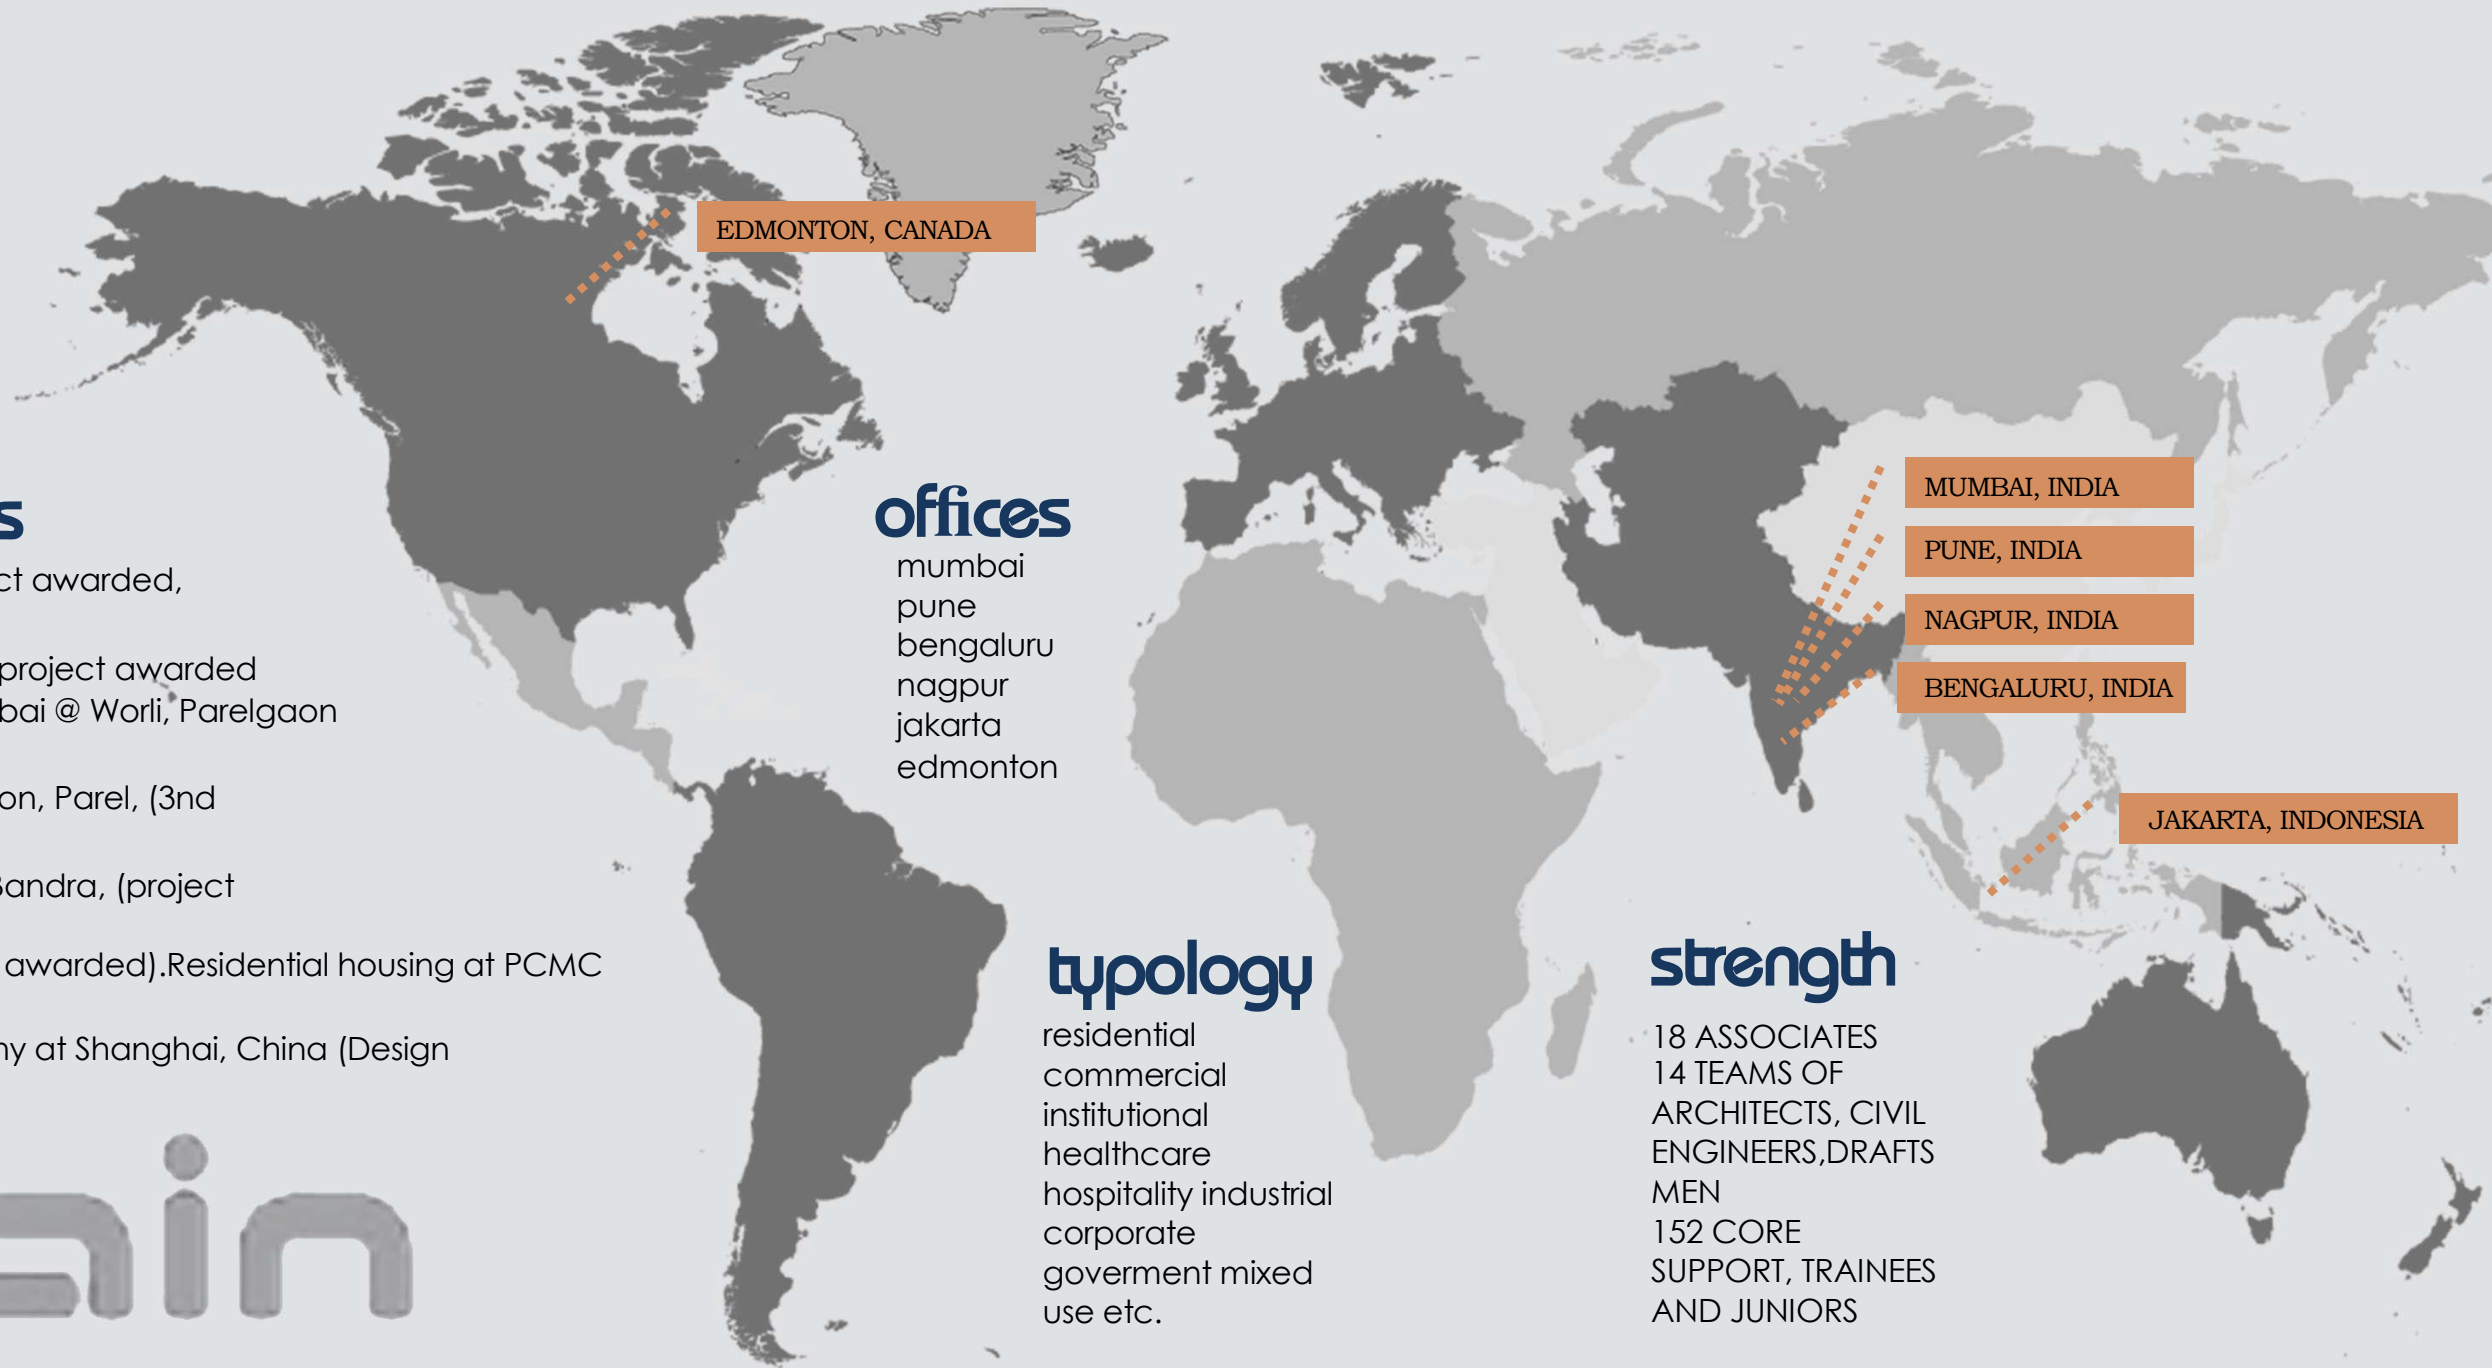 EDMONTON, CANADA
s
ct awarded,
project awarded
bai @ Worli, Parelgaon
on, Parel, (3nd
Bandra, (project
awarded).Residential housing at PCMC
ny at Shanghai, China (Design
ain
offices
mumbai
pune
bengaluru
nagpur
jakarta
edmonton
MUMBAI, INDIA
PUNE, INDIA
NAGPUR, INDIA
BENGALURU, INDIA
JAKARTA, INDONESIA
typology
residential
commercial
institutional
healthcare
hospitality industrial
corporate
goverment mixed
use etc.
strength
18 ASSOCIATES
14 TEAMS OF
ARCHITECTS, CIVIL
ENGINEERS,DRAFTS
MEN
152 CORE
SUPPORT, TRAINEES
AND JUNIORS